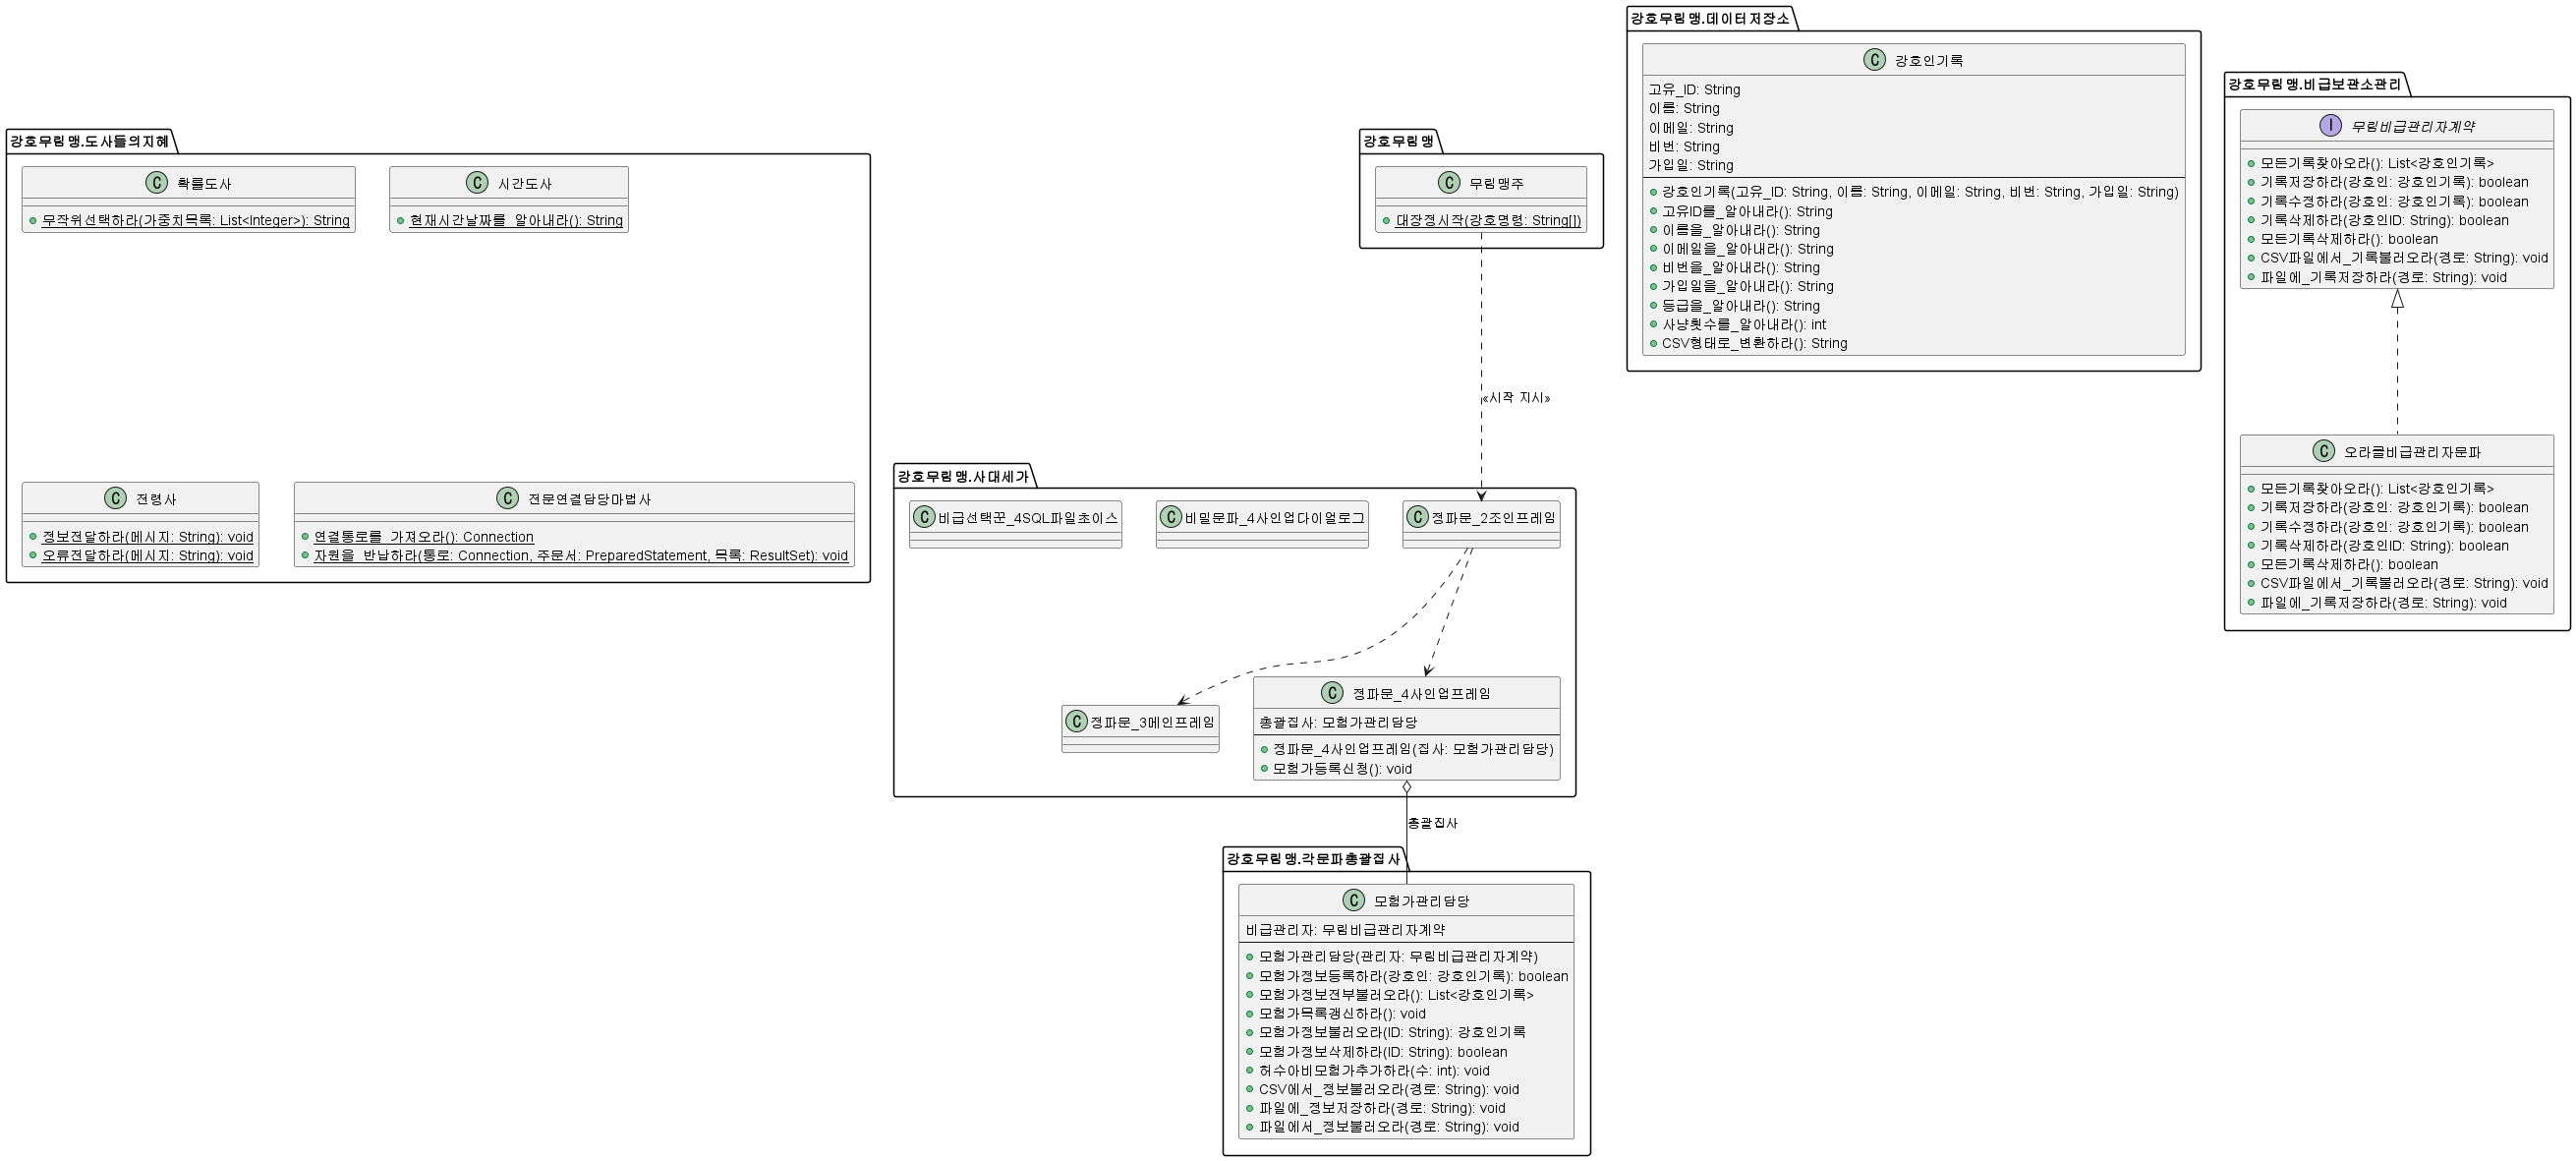 강호무림맹.도사들의지혜
C 확률도사
무작위선택하라(가중치목록: List<Integer>): String
C 시간도사
현재시간날짜를_알아내라(): String
C 전령사
정보전달하라(메시지: String): void
오류전달하라(메시지: String): void
C 전문연결담당마법사
연결통로를_가져오라(): Connection
자원을_반납하라(통로: Connection, 주문서: PreparedStatement, 목록: ResultSet): void
강호무림맹
C 무림맹주
대장정시작(강호명령: String[])
«시작 지시»
강호무림맹.사대세가
C 비급선택꾼_4SQL파일초이스
C 비밀문파_4사인업다이얼로그
C 정파문_2조인프레임
C 정파문_3메인프레임
C 정파문_4사인업프레임
총괄집사: 모험가관리담당
정파문_4사인업프레임(집사: 모험가관리담당)
모험가등록신청(): void
총괄집사
강호무림맹.각문파총괄집사
C 모험가관리담당
비급관리자: 무림비급관리자계약
모험가관리담당(관리자: 무림비급관리자계약)
모험가정보등록하라(강호인: 강호인기록): boolean
모험가정보전부불러오라(): List<강호인기록>
모험가목록갱신하라(): void
모험가정보불러오라(ID: String): 강호인기록
모험가정보삭제하라(ID: String): boolean
허수아비모험가추가하라(수: int): void
CSV에서_정보불러오라(경로: String): void
파일에_정보저장하라(경로: String): void
파일에서_정보불러오라(경로: String): void
강호무림맹.데이터저장소
C 강호인기록
고유_ID: String
이름: String
이메일: String
비번: String
가입일: String
강호인기록(고유_ID: String, 이름: String, 이메일: String, 비번: String, 가입일: String)
고유ID를_알아내라(): String
이름을_알아내라(): String
이메일을_알아내라(): String
비번을_알아내라(): String
가입일을_알아내라(): String
등급을_알아내라(): String
사냥횟수를_알아내라(): int
CSV형태로_변환하라(): String
강호무림맹.비급보관소관리
I 무림비급관리자계약
모든기록찾아오라(): List<강호인기록>
기록저장하라(강호인: 강호인기록): boolean
기록수정하라(강호인: 강호인기록): boolean
기록삭제하라(강호인ID: String): boolean
모든기록삭제하라(): boolean
CSV파일에서_기록불러오라(경로: String): void
파일에_기록저장하라(경로: String): void
C 오라클비급관리자문파
모든기록찾아오라(): List<강호인기록>
기록저장하라(강호인: 강호인기록): boolean
기록수정하라(강호인: 강호인기록): boolean
기록삭제하라(강호인ID: String): boolean
모든기록삭제하라(): boolean
CSV파일에서_기록불러오라(경로: String): void
파일에_기록저장하라(경로: String): void